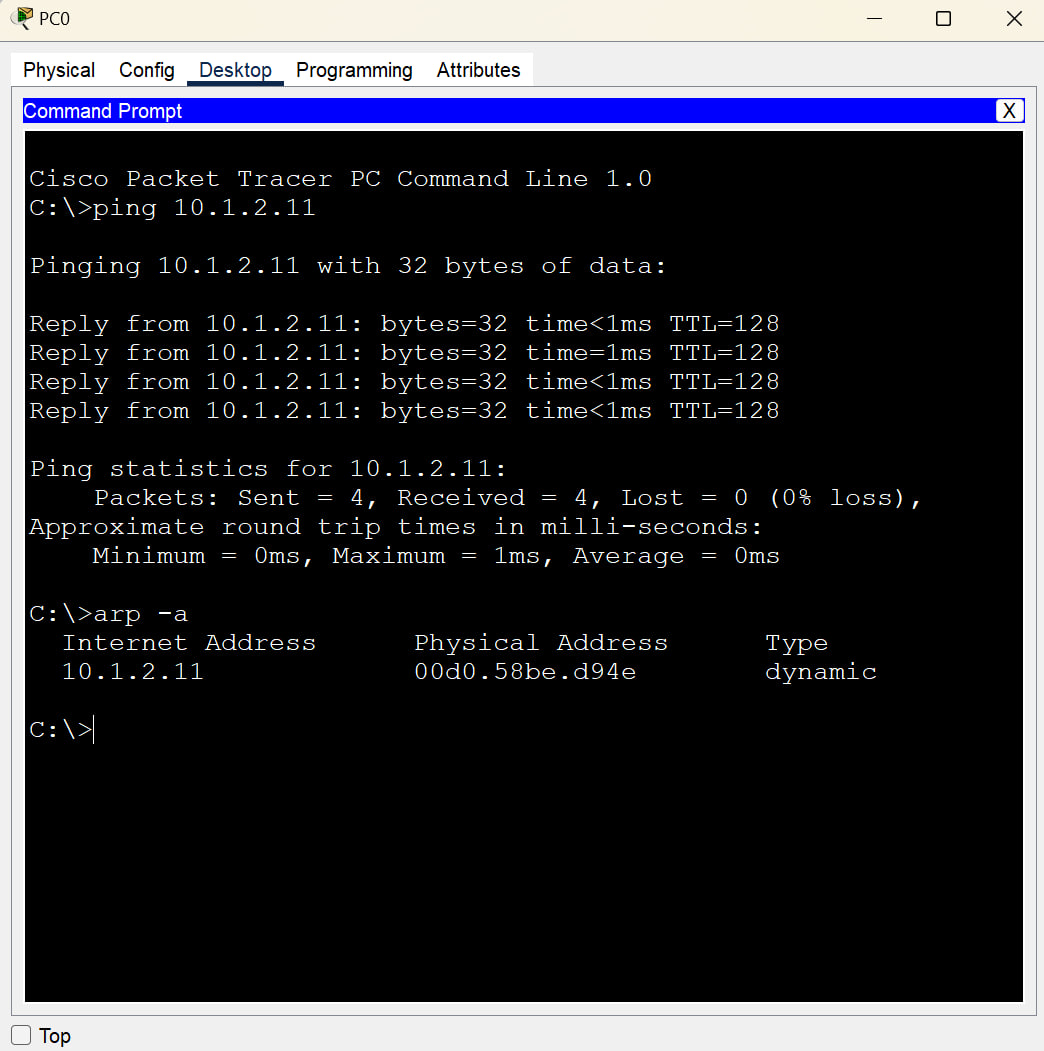 PC0
Physical Config Desktop Programming Attributes
Command Prompt X
Cisco Packet Tracer PC Command Line 1.0
C:\>ping 10.1.2.11
Pinging 10.1.2.11 with 32 bytes of data:
Reply from 10.1.2.11: bytes=32 time<1ms TTL=128
Reply from 10.1.2.11: bytes=32 time=1ms TTL=128
Reply from 10.1.2.11: bytes=32 time<1ms TTL=128
Reply from 10.1.2.11: bytes=32 time<1ms TTL=128
Ping statistics for 10.1.2.11:
    Packets: Sent = 4, Received = 4, Lost = 0 (0% loss),
Approximate round trip times in milli-seconds:
    Minimum = 0ms, Maximum = 1ms, Average = 0ms
C:\>arp -a
  Internet Address      Physical Address      Type
  10.1.2.11             00d0.58be.d94e        dynamic
C:\>
Top